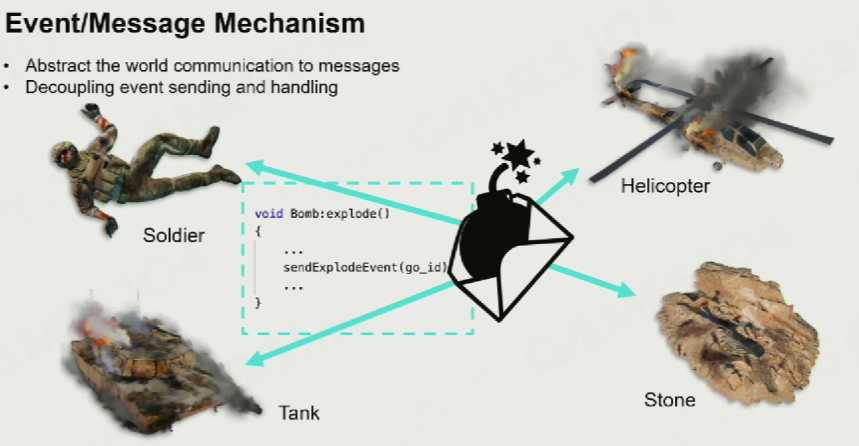 Event/Message Mechanism
• Abstract the world communication to messages
• Decoupling event sending and handling
Soldier
Helicopter
void Bomb:explode()
{
...
sendExplodeEvent(go_id)
...
}
Tank
Stone